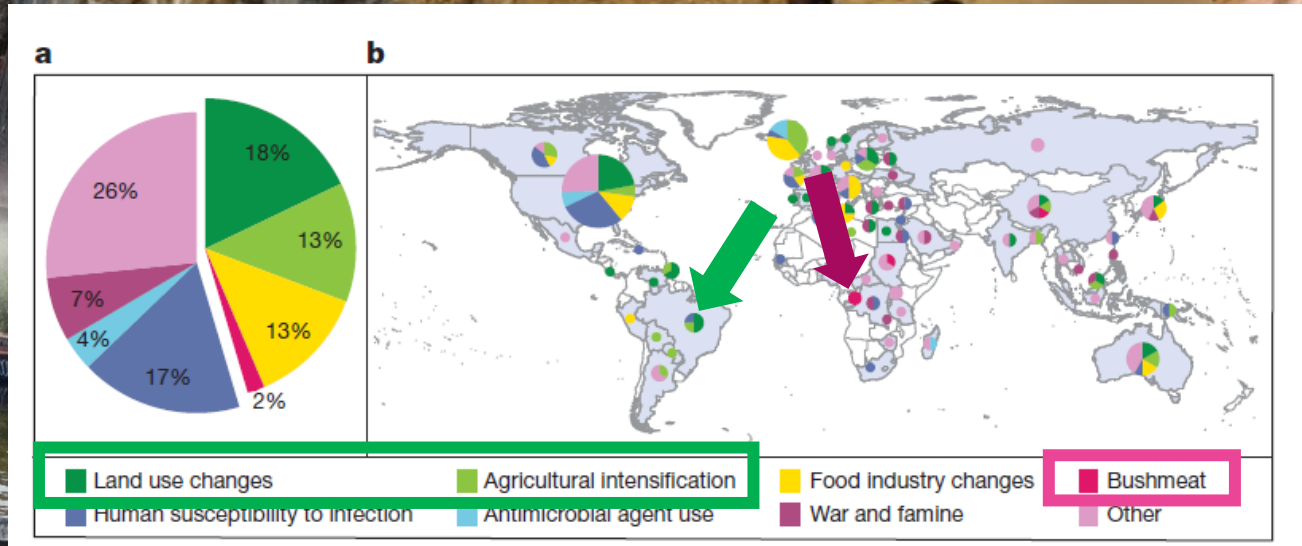 a
b
18%
13%
13%
2%
17%
4%
7%
26%
Land use changes
Agricultural intensification
Food industry changes
Bushmeat
Human susceptibility to infection
Antimicrobial agent use
War and famine
Other